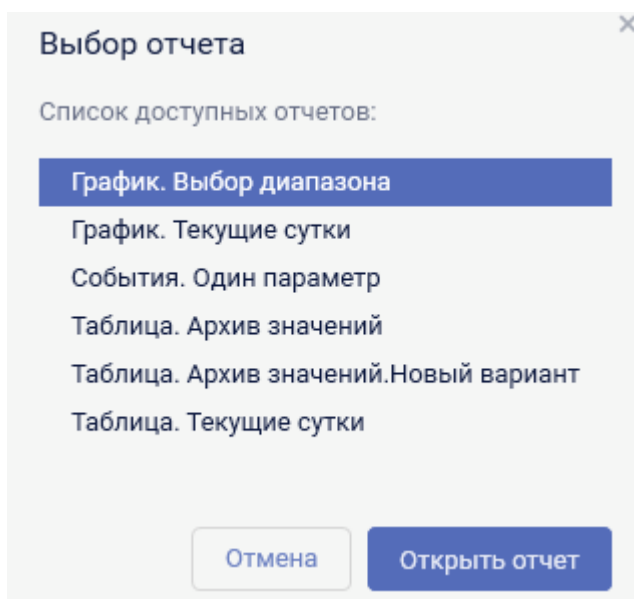 Выбор отчета
Список доступных отчетов:
График. Выбор диапазона
График. Текущие сутки
События. Один параметр
Таблица. Архив значений
Таблица. Архив значений.Новый вариант
Таблица. Текущие сутки
Отмена
Открыть отчет